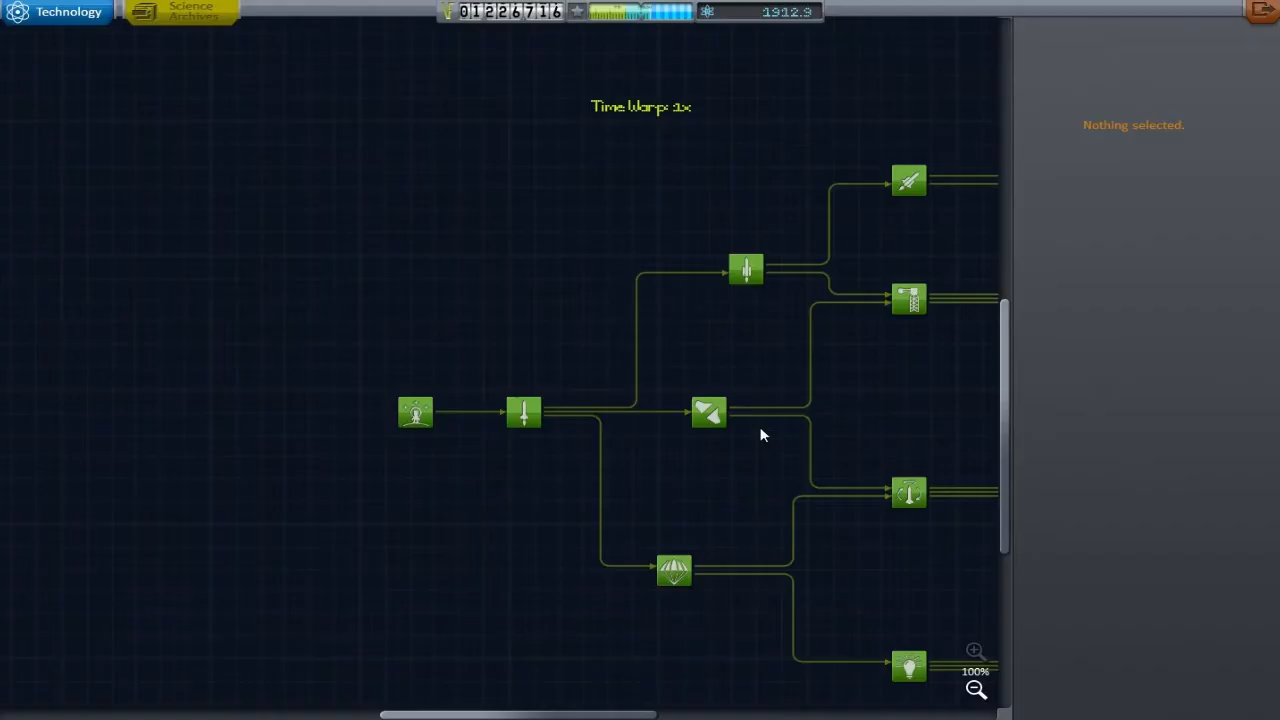 Technology
Science
Archives
01226716
1912.9
Time Warp: 1x
Nothing selected.
100%